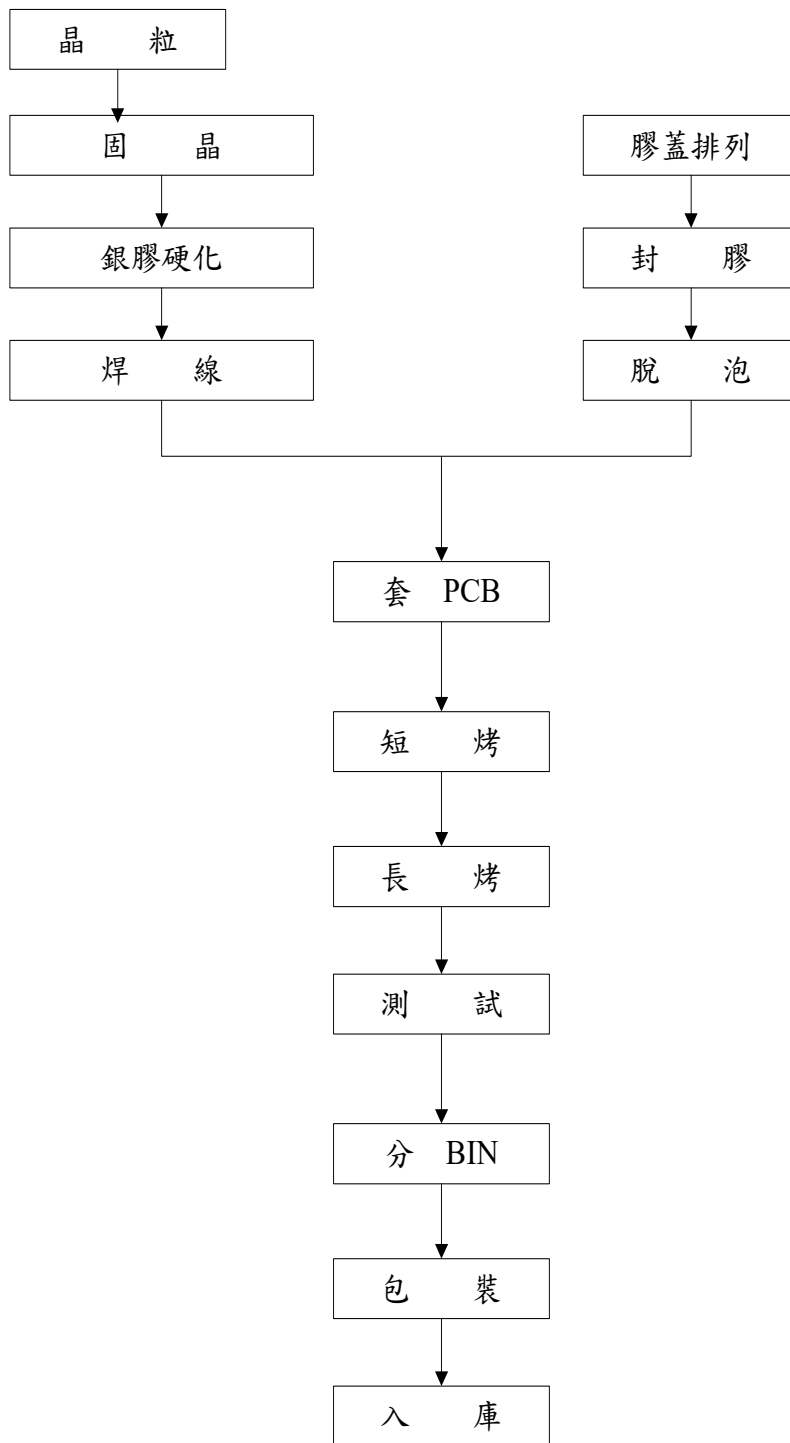 晶 粒
固 晶
銀膠硬化
焊 線
膠蓋排列
封 膠
脫 泡
套 PCB
短 烤
長 烤
測 試
分 BIN
包 裝
入 庫